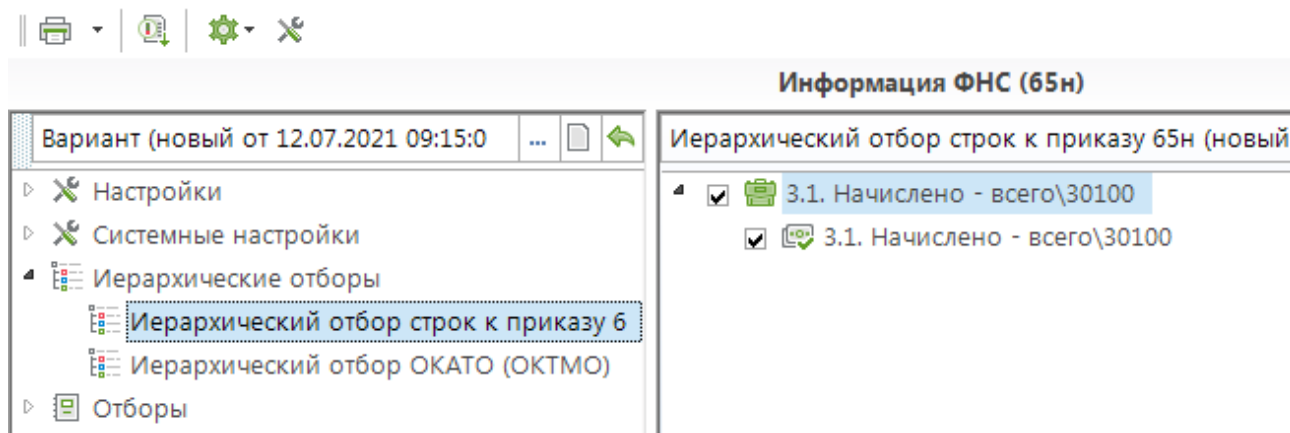 Информация ФНС (65н)
Вариант (новый от 12.07.2021 09:15:0 ...
Настройки
Системные настройки
Иерархические отборы
Иерархический отбор строк к приказу 6
Иерархический отбор ОКАТО (ОКТМО)
Отборы
Иерархический отбор строк к приказу 65н (новый
3.1. Начислено - всего\30100
3.1. Начислено - всего\30100